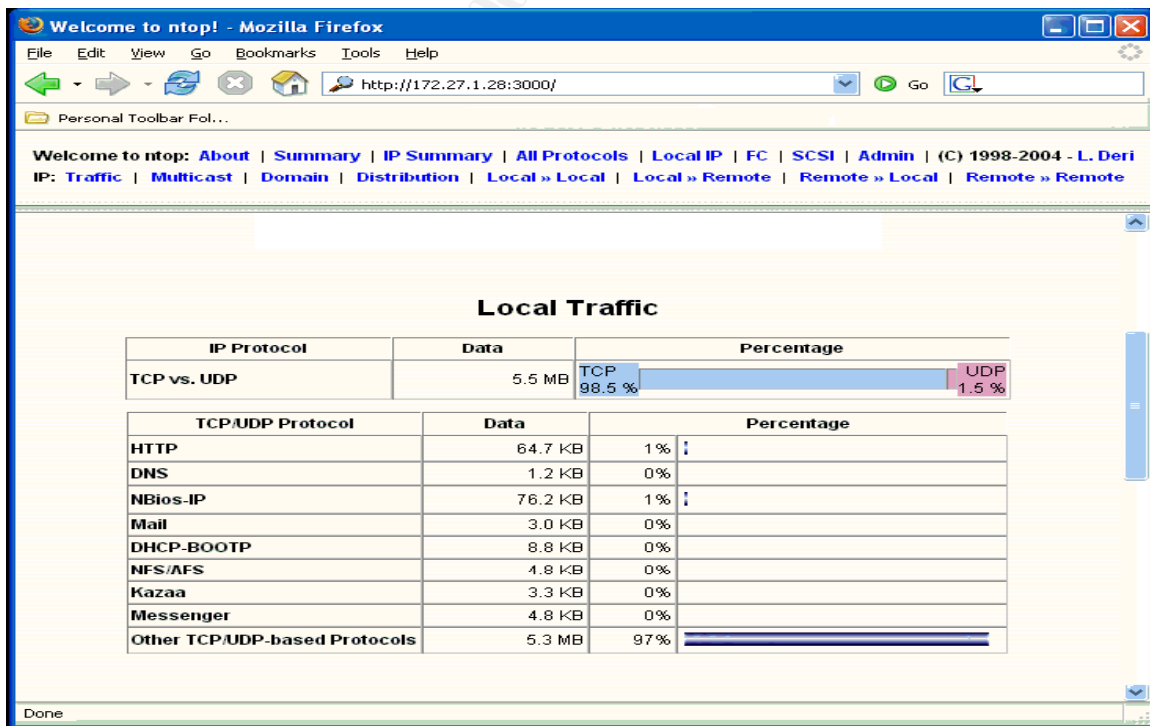 Welcome to ntop! - Mozilla Firefox
File Edit View Go Bookmarks Tools Help
http://172.27.1.28:3000/ Go G
Personal Toolbar Fol...
Welcome to ntop: About | Summary | IP Summary | All Protocols | Local IP | FC | SCSI | Admin | (C) 1998-2004 - L. Deri
IP: Traffic | Multicast | Domain | Distribution | Local » Local | Local » Remote | Remote » Local | Remote » Remote
Local Traffic
IP Protocol Data Percentage
TCP vs. UDP 5.5 MB TCP 98.5 % UDP 1.5 %
TCP/UDP Protocol Data Percentage
HTTP 64.7 KB 1%
DNS 1.2 KB 0%
NBios-IP 76.2 KB 1%
Mail 3.0 KB 0%
DHCP-BOOTP 8.8 KB 0%
NFS/AFS 4.8 KB 0%
Kazaa 3.3 KB 0%
Messenger 4.8 KB 0%
Other TCP/UDP-based Protocols 5.3 MB 97%
Done